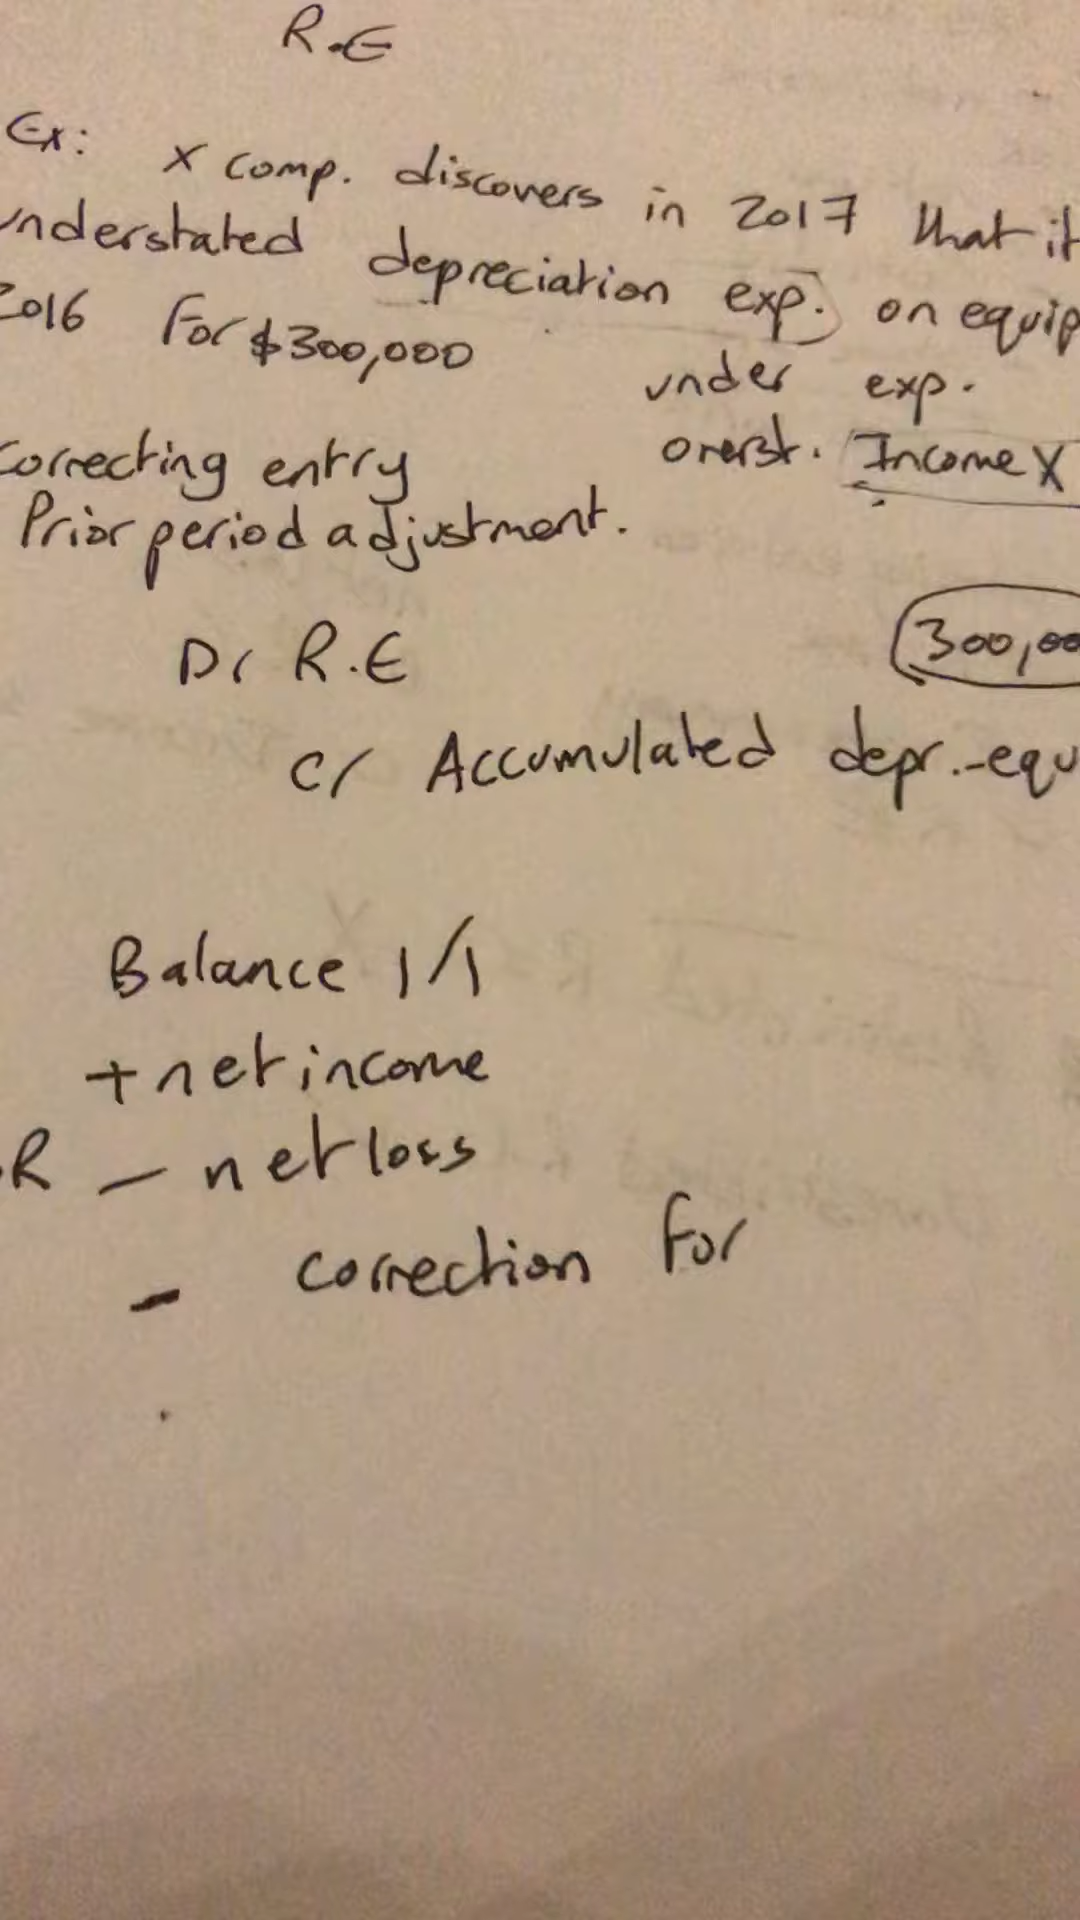 R.E
Ex: X comp. discovers in 2017 that it
understated depreciation exp. on equip
2016 For $300,000
under exp.
overst. Income X
Correcting entry
Prior period adjustment.
Dr R.E 300,00
Cr Accumulated depr.-equ
Balance 1/1
+ net income
R - net loss
- correction For